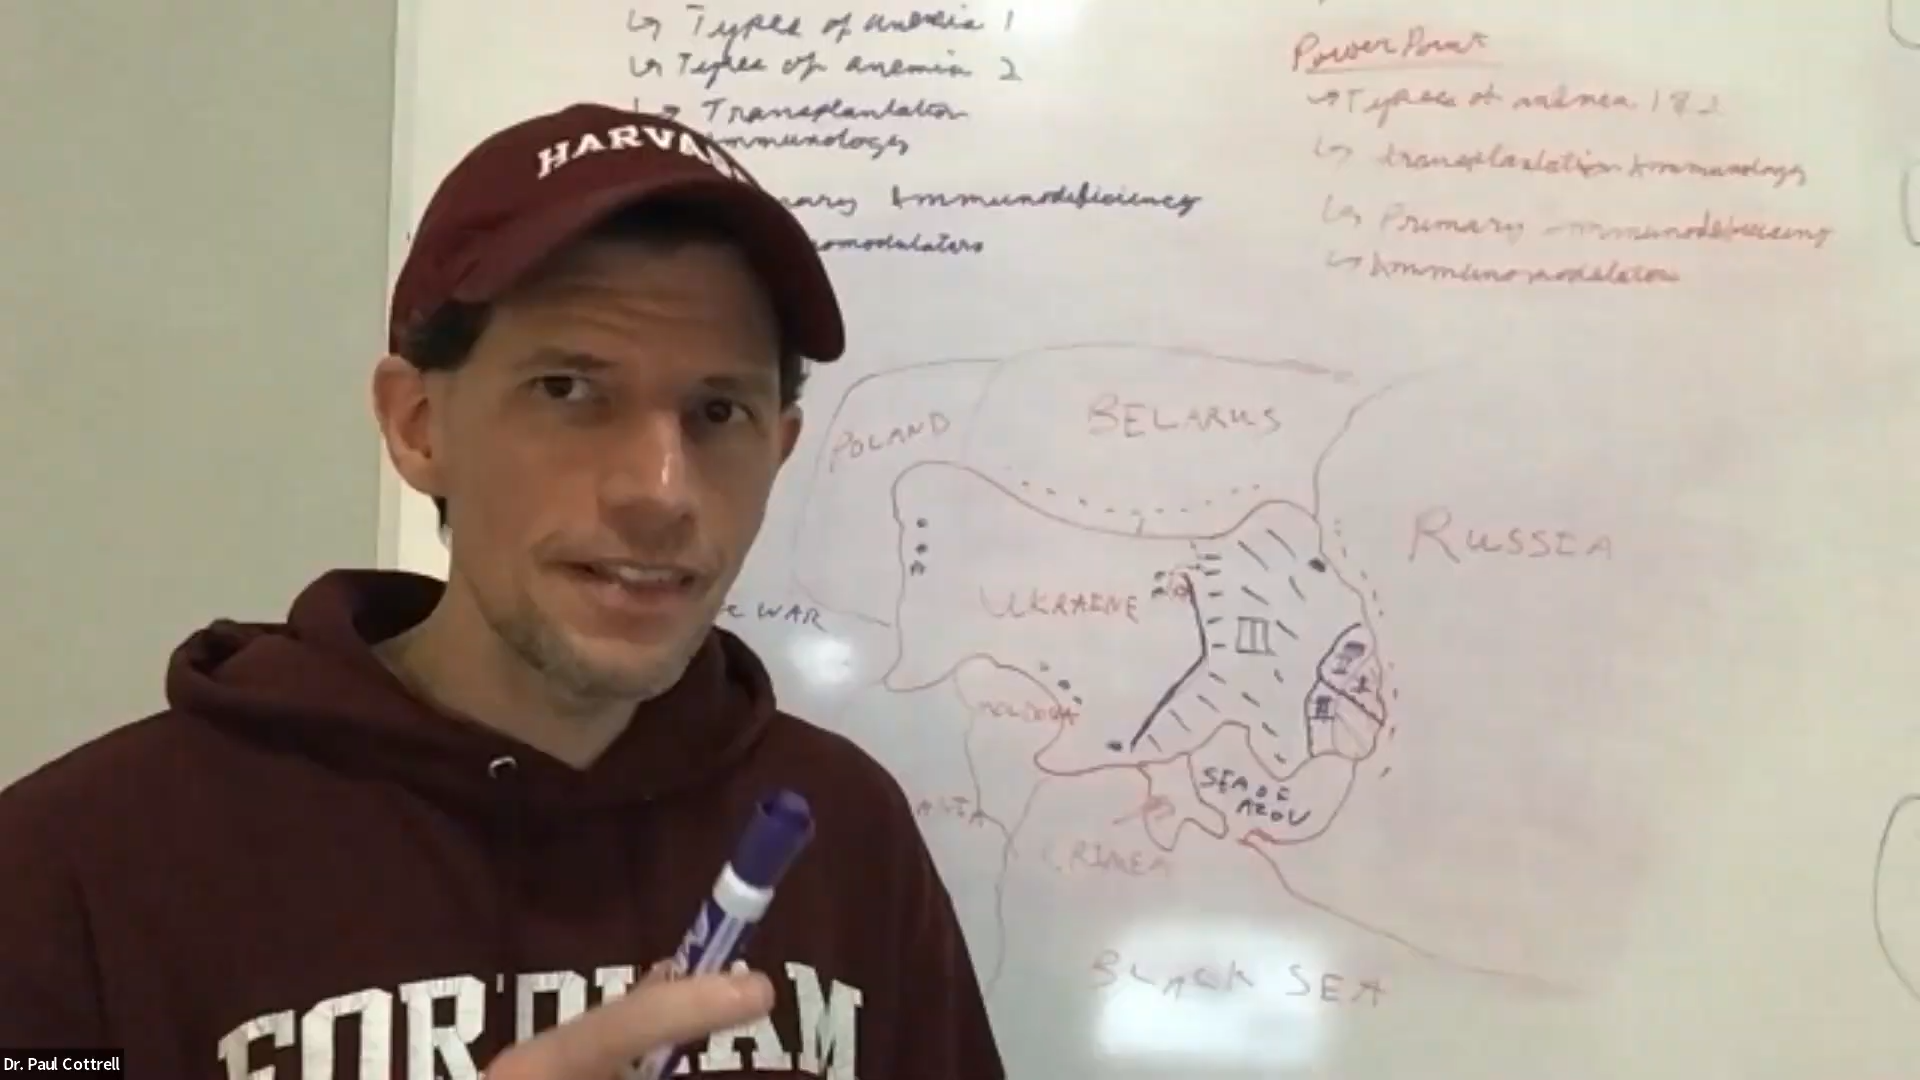 Types of anemia 1
Types of anemia 2
Transplantation
Immunology
Immunodeficiency
PowerPoint
Types of anemia 1 & 2
Transplantation Immunology
Primary Immunodeficiency
Immunomodulators
HARVA
POLAND
BELARUS
RUSSIA
UKRAINE
WAR
MOLDOVA
SEA OF
AZOV
CRIMEA
BLACK SEA
FORDHAM
Dr. Paul Cottrell